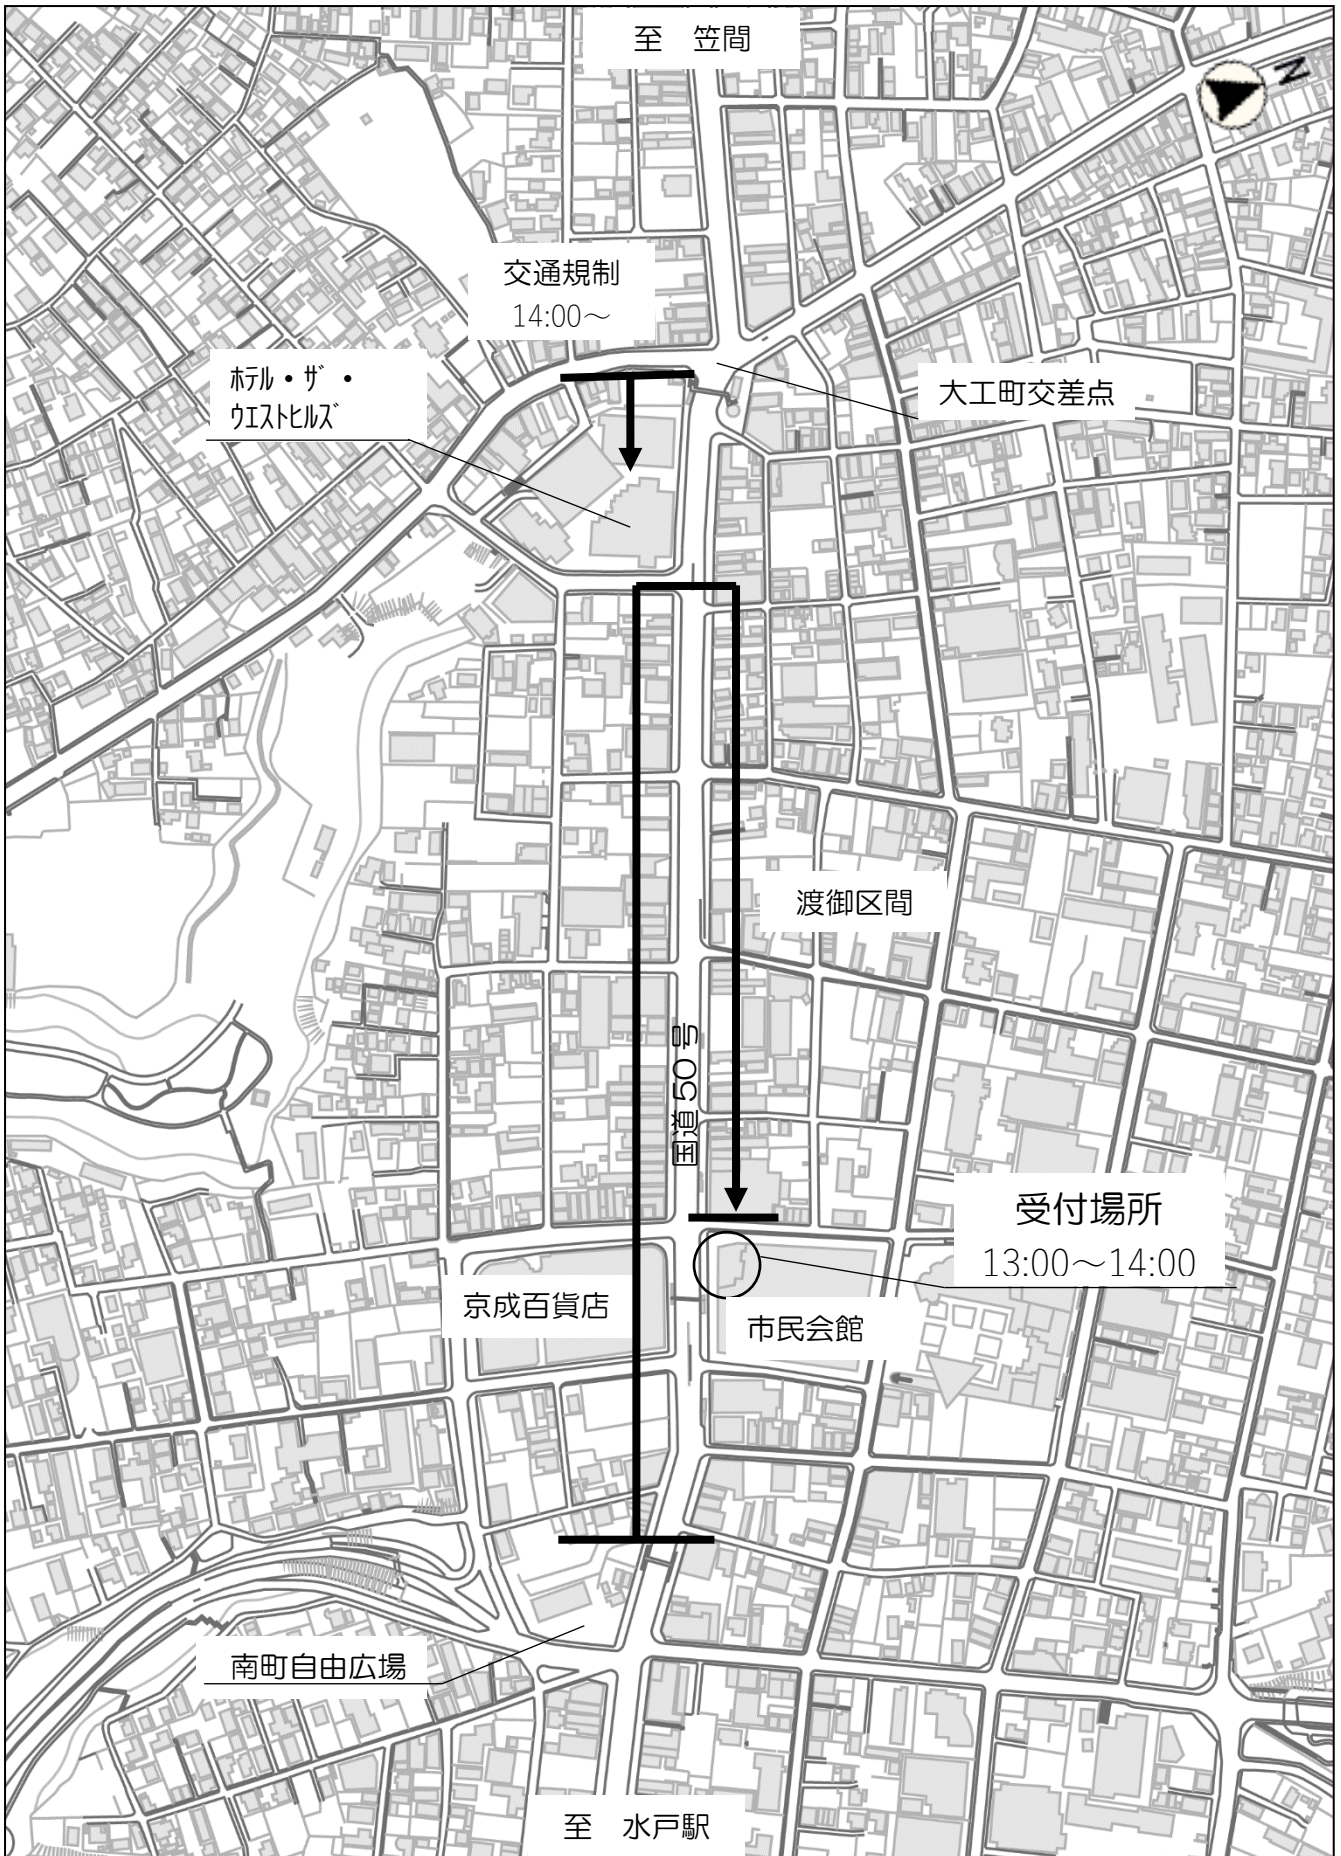 至　笠間
N
交通規制
14:00～
ﾎﾃﾙ・ｻﾞ・
ｳｴｽﾄﾋﾙｽﾞ
大工町交差点
渡御区間
国道50号
受付場所
13:00～14:00
京成百貨店
市民会館
南町自由広場
至　水戸駅